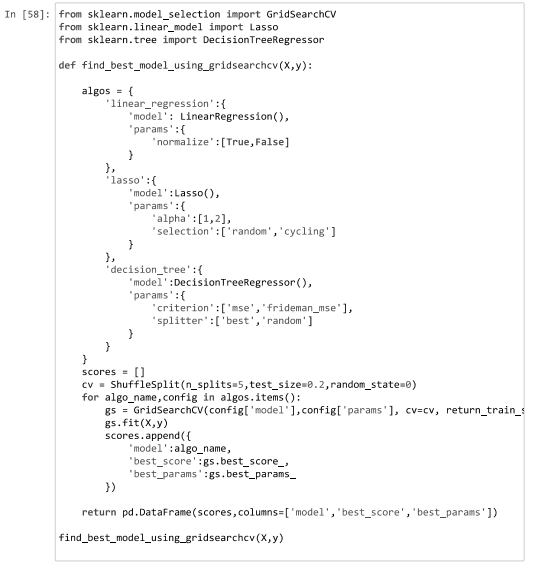 In [58]: from sklearn.model_selection import GridSearchCV
from sklearn.linear_model import Lasso
from sklearn.tree import DecisionTreeRegressor

def find_best_model_using_gridsearchcv(X,y):

    algos = {
        'linear_regression':{
            'model': LinearRegression(),
            'params':{
                'normalize':[True,False]
            }
        },
        'lasso':{
            'model':Lasso(),
            'params':{
                'alpha':[1,2],
                'selection':['random','cycling']
            }
        },
        'decision_tree':{
            'model':DecisionTreeRegressor(),
            'params':{
                'criterion':['mse','frideman_mse'],
                'splitter':['best','random']
            }
        }
    }
    scores = []
    cv = ShuffleSplit(n_splits=5,test_size=0.2,random_state=0)
    for algo_name,config in algos.items():
        gs = GridSearchCV(config['model'],config['params'], cv=cv, return_train_s
        gs.fit(X,y)
        scores.append({
            'model':algo_name,
            'best_score':gs.best_score_,
            'best_params':gs.best_params_
        })

    return pd.DataFrame(scores,columns=['model','best_score','best_params'])

find_best_model_using_gridsearchcv(X,y)